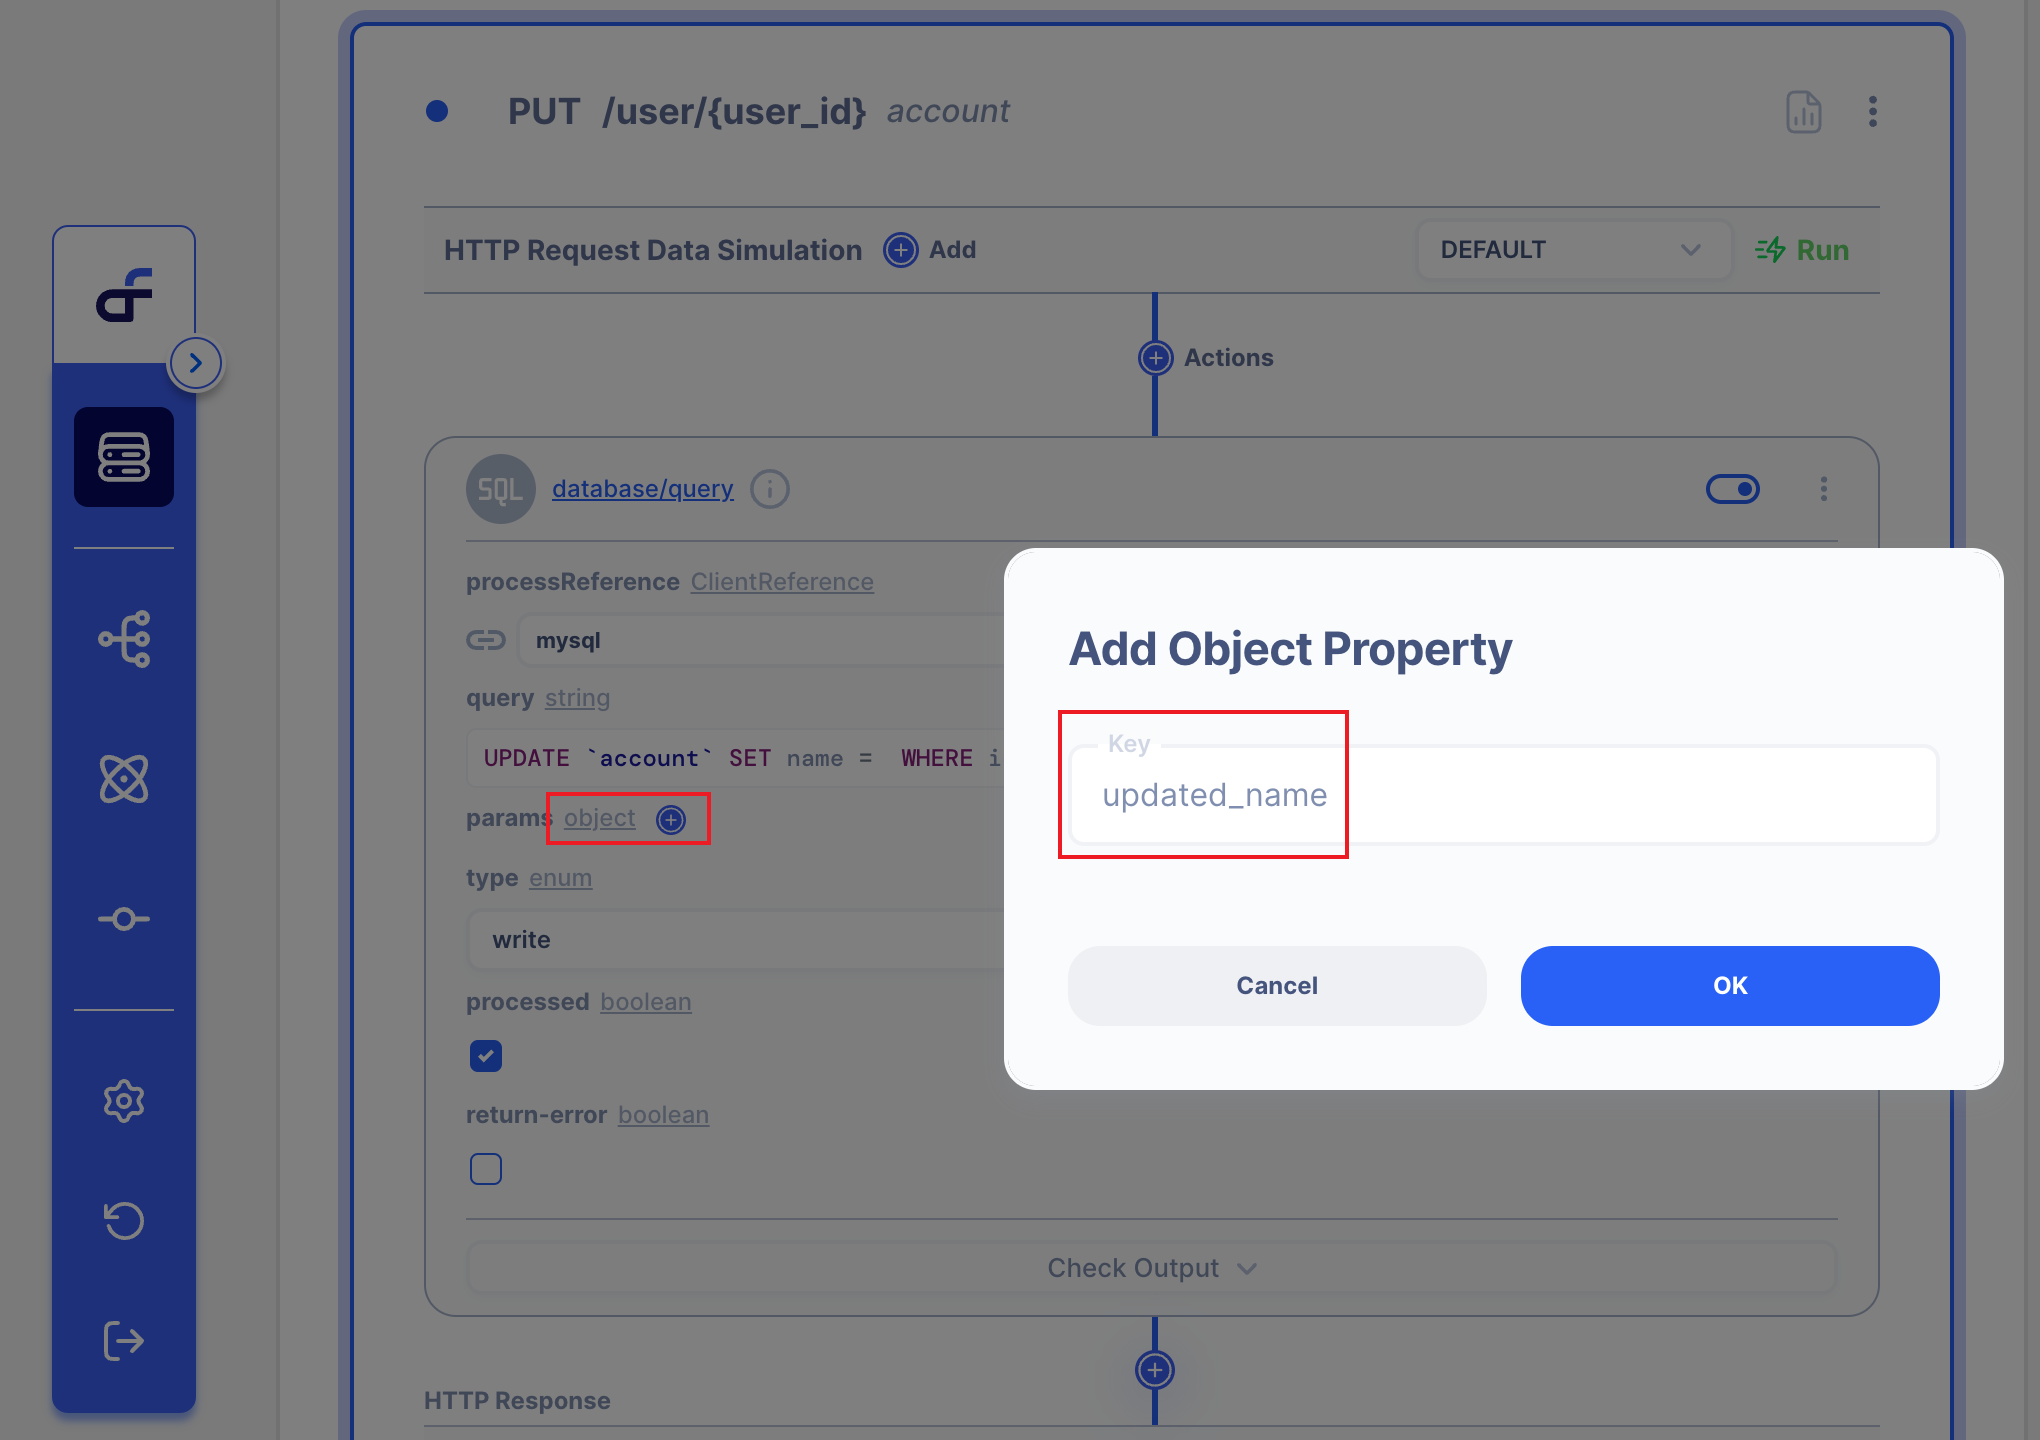 PUT /user/{user_id} account
HTTP Request Data Simulation Add DEFAULT Run
Actions
SQL database/query
processReference ClientReference
mysql
query string
UPDATE `account` SET name = WHERE i
params object
type enum
write
processed boolean
return-error boolean
Check Output
HTTP Response
Add Object Property
Key
updated_name
Cancel OK